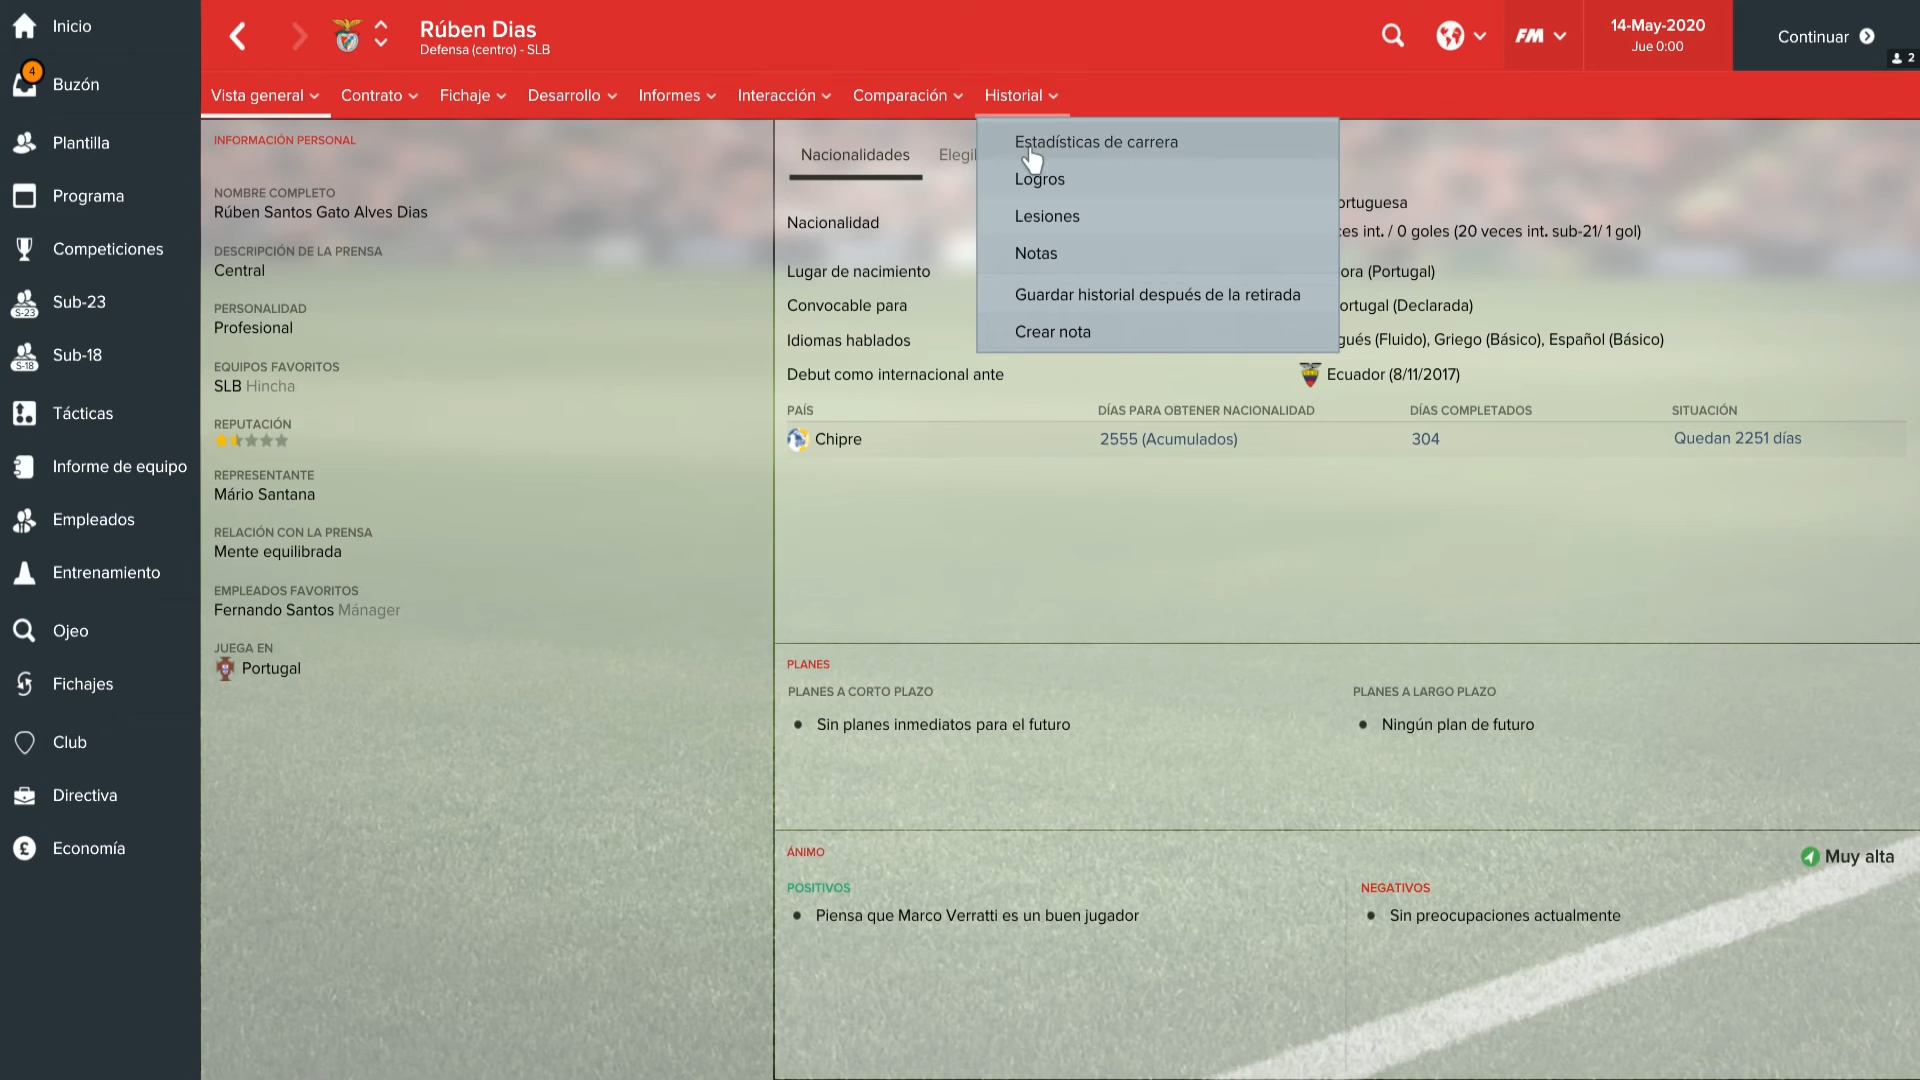 Inicio
4
Buzón
Plantilla
Programa
Competiciones
S-23
Sub-23
S-18
Sub-18
Tácticas
Informe de equipo
Empleados
Entrenamiento
Ojeo
Fichajes
Club
Directiva
Economía
Rúben Dias
Defensa (centro) - SLB
FM
14-May-2020
Jue 0:00
Continuar
2
Vista general
Contrato
Fichaje
Desarrollo
Informes
Interacción
Comparación
Historial
INFORMACIÓN PERSONAL
NOMBRE COMPLETO
Rúben Santos Gato Alves Dias
DESCRIPCIÓN DE LA PRENSA
Central
PERSONALIDAD
Profesional
EQUIPOS FAVORITOS
SLB Hincha
REPUTACIÓN
REPRESENTANTE
Mário Santana
RELACIÓN CON LA PRENSA
Mente equilibrada
EMPLEADOS FAVORITOS
Fernando Santos Mánager
JUEGA EN
Portugal
Nacionalidades
Elegi
Estadísticas de carrera
Logros
Lesiones
Notas
Guardar historial después de la retirada
Crear nota
Nacionalidad
ortuguesa
ces int. / 0 goles (20 veces int. sub-21/ 1 gol)
Lugar de nacimiento
ora (Portugal)
Convocable para
ortugal (Declarada)
Idiomas hablados
gués (Fluido), Griego (Básico), Español (Básico)
Debut como internacional ante
Ecuador (8/11/2017)
PAÍS DÍAS PARA OBTENER NACIONALIDAD DÍAS COMPLETADOS SITUACIÓN
Chipre 2555 (Acumulados) 304 Quedan 2251 días
PLANES
PLANES A CORTO PLAZO
Sin planes inmediatos para el futuro
PLANES A LARGO PLAZO
Ningún plan de futuro
ÁNIMO
Muy alta
POSITIVOS
Piensa que Marco Verratti es un buen jugador
NEGATIVOS
Sin preocupaciones actualmente